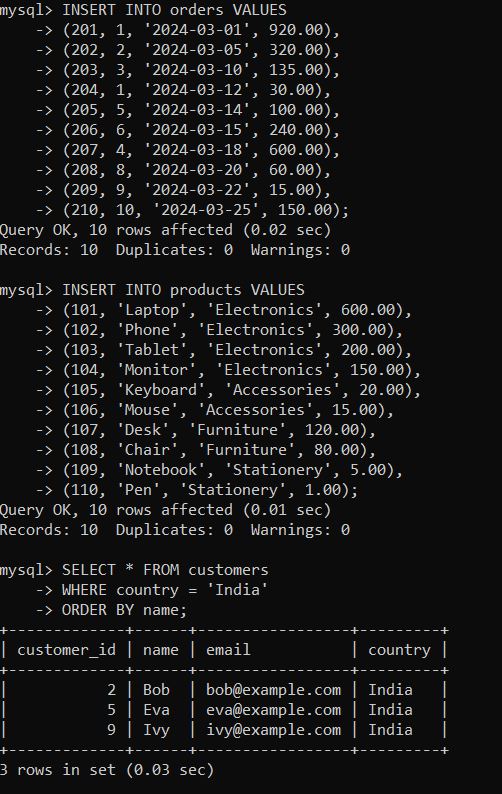 mysql> INSERT INTO orders VALUES
    -> (201, 1, '2024-03-01', 920.00),
    -> (202, 2, '2024-03-05', 320.00),
    -> (203, 3, '2024-03-10', 135.00),
    -> (204, 1, '2024-03-12', 30.00),
    -> (205, 5, '2024-03-14', 100.00),
    -> (206, 6, '2024-03-15', 240.00),
    -> (207, 4, '2024-03-18', 600.00),
    -> (208, 8, '2024-03-20', 60.00),
    -> (209, 9, '2024-03-22', 15.00),
    -> (210, 10, '2024-03-25', 150.00);
Query OK, 10 rows affected (0.02 sec)
Records: 10  Duplicates: 0  Warnings: 0

mysql> INSERT INTO products VALUES
    -> (101, 'Laptop', 'Electronics', 600.00),
    -> (102, 'Phone', 'Electronics', 300.00),
    -> (103, 'Tablet', 'Electronics', 200.00),
    -> (104, 'Monitor', 'Electronics', 150.00),
    -> (105, 'Keyboard', 'Accessories', 20.00),
    -> (106, 'Mouse', 'Accessories', 15.00),
    -> (107, 'Desk', 'Furniture', 120.00),
    -> (108, 'Chair', 'Furniture', 80.00),
    -> (109, 'Notebook', 'Stationery', 5.00),
    -> (110, 'Pen', 'Stationery', 1.00);
Query OK, 10 rows affected (0.01 sec)
Records: 10  Duplicates: 0  Warnings: 0

mysql> SELECT * FROM customers
    -> WHERE country = 'India'
    -> ORDER BY name;
+-------------+------+-----------------+---------+
| customer_id | name | email           | country |
+-------------+------+-----------------+---------+
|           2 | Bob  | bob@example.com | India   |
|           5 | Eva  | eva@example.com | India   |
|           9 | Ivy  | ivy@example.com | India   |
+-------------+------+-----------------+---------+
3 rows in set (0.03 sec)